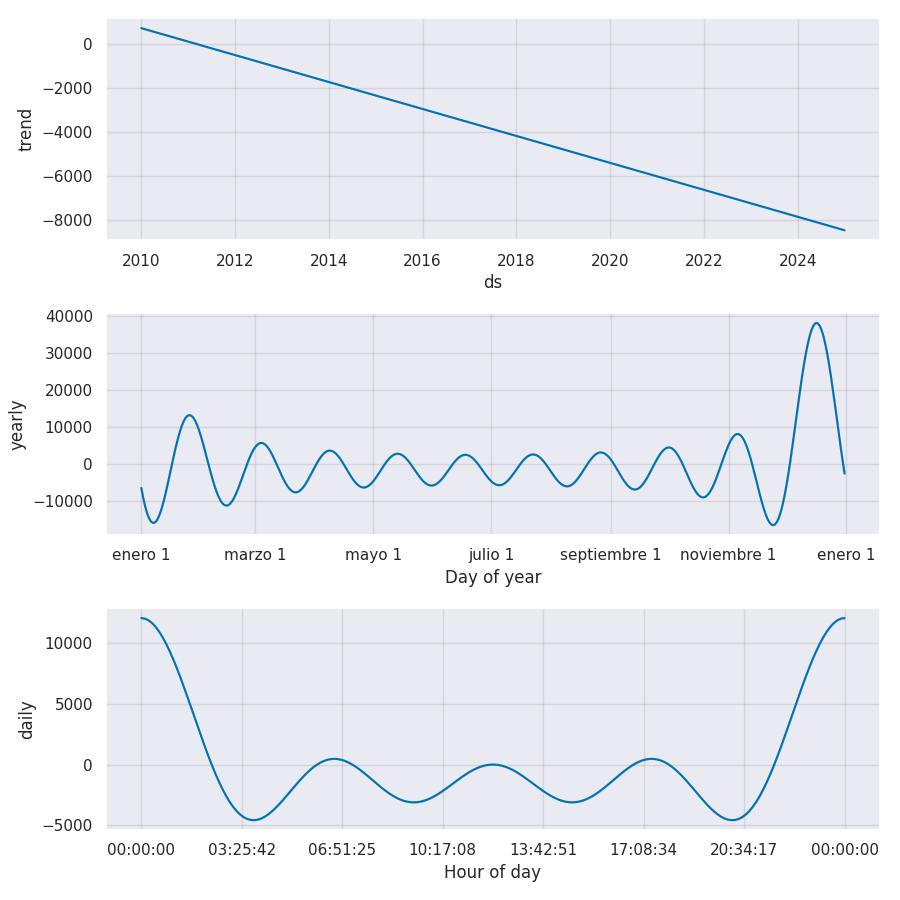 trend
0
−2000
−4000
−6000
−8000
2010 2012 2014 2016 2018 2020 2022 2024
ds
yearly
40000
30000
20000
10000
0
−10000
enero 1 marzo 1 mayo 1 julio 1 septiembre 1 noviembre 1 enero 1
Day of year
daily
10000
5000
0
−5000
00:00:00 03:25:42 06:51:25 10:17:08 13:42:51 17:08:34 20:34:17 00:00:00
Hour of day